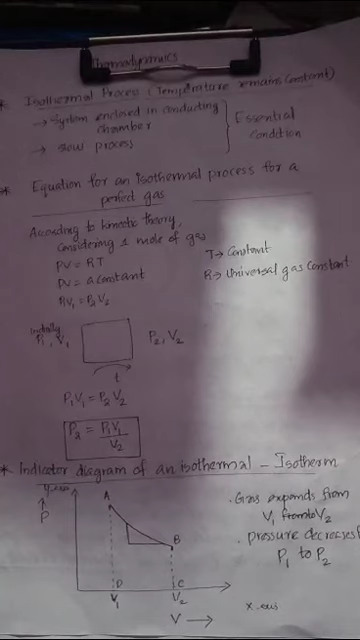 Thermodynamics
* Isothermal Process (Temperature remains Constant)
→ System enclosed in conducting chamber
→ slow process
Essential Condition
* Equation for an isothermal process for a perfect gas
According to kinetic theory,
Considering 1 mole of gas
PV = RT
PV = a constant
P₁V₁ = P₂V₂
T → Constant
R → Universal gas Constant
Initially
P₁, V₁
P₂, V₂
t
P₁V₁ = P₂V₂
P₂ = P₁V₁ / V₂
* Indicator diagram of an isothermal - Isotherm
P
A
B
D
C
V₁
V₂
V →
x axis
. Gas expands from
V₁ to V₂
. Pressure decreases
P₁ to P₂